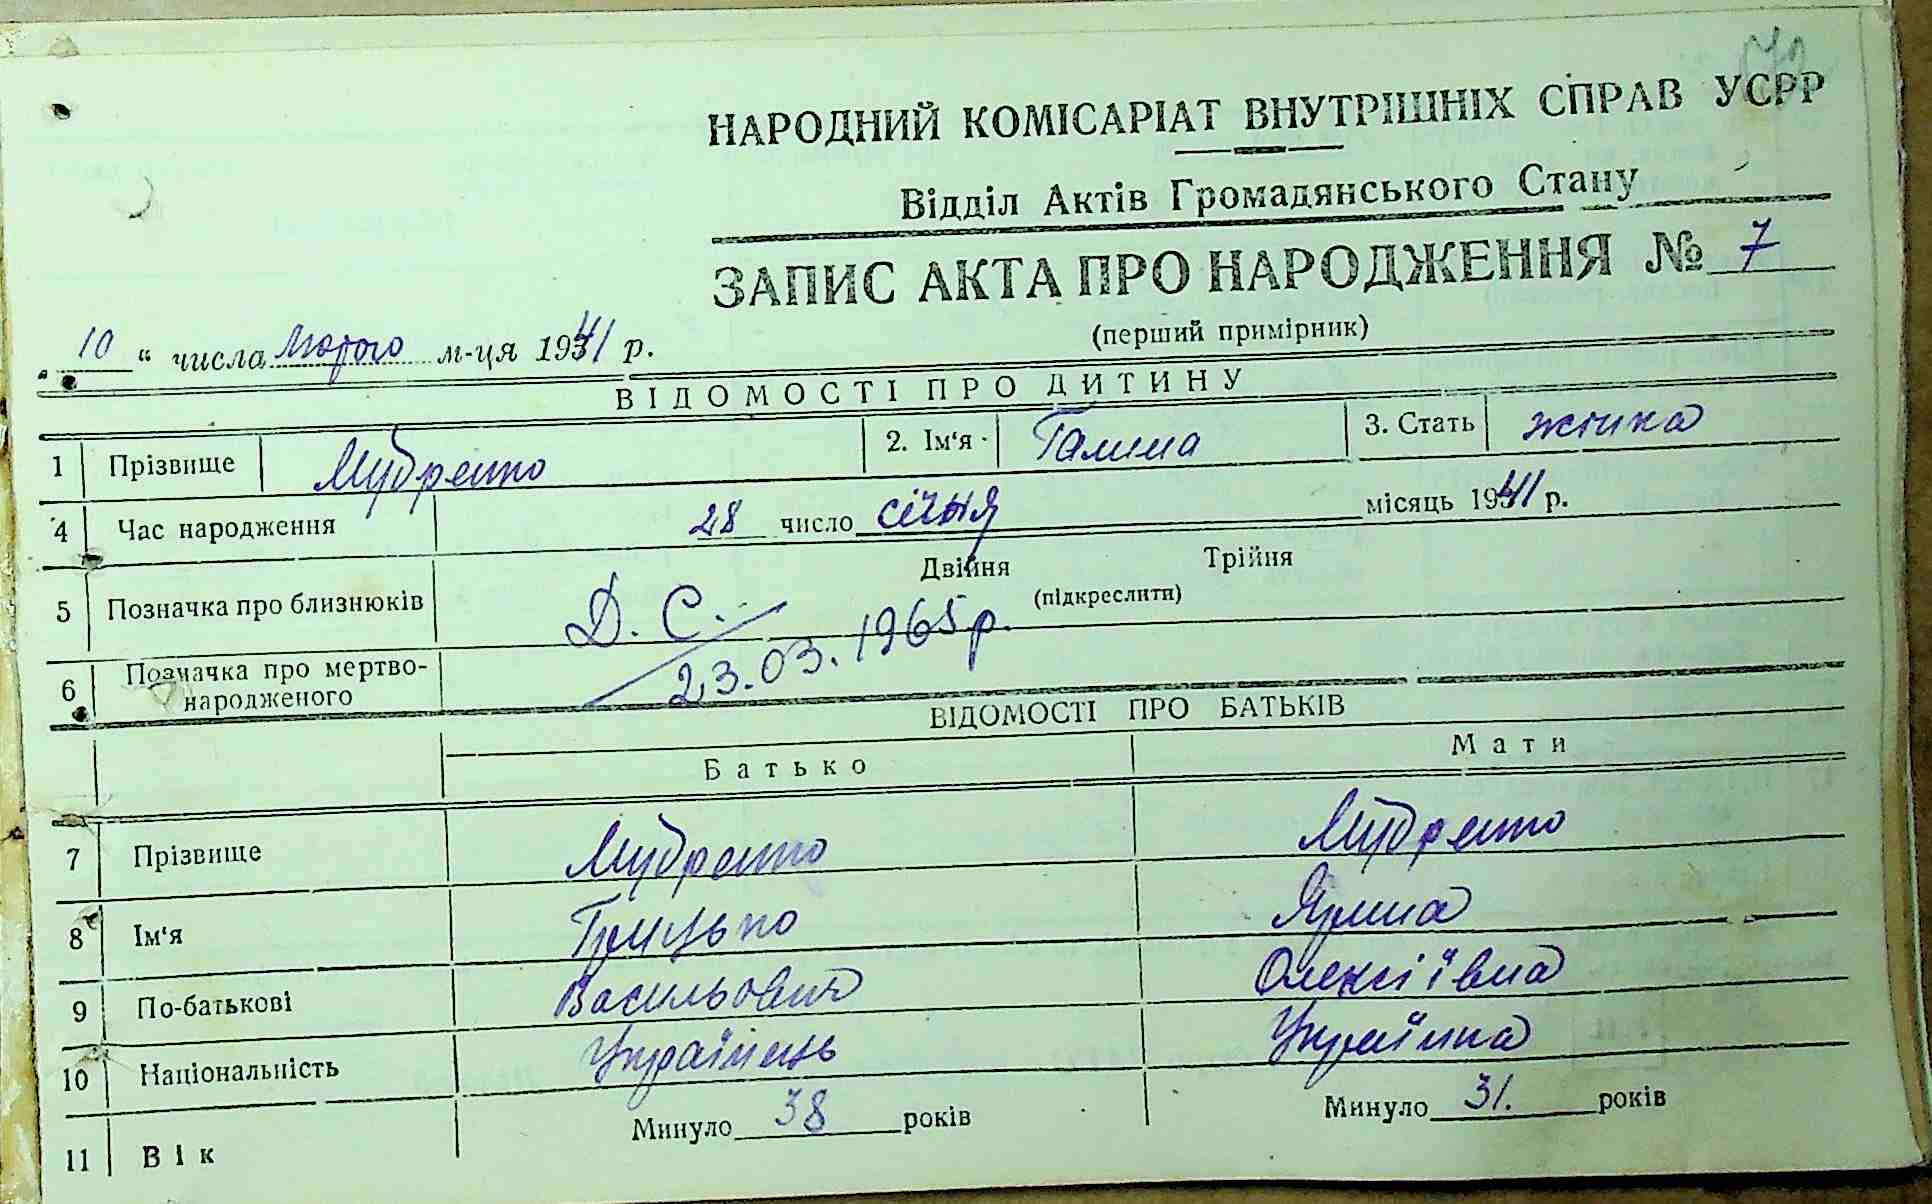 НАРОДНИЙ КОМІСАРІАТ ВНУТРІШНІХ СПРАВ УСРР
Відділ Актів Громадянського Стану
ЗАПИС АКТА ПРО НАРОДЖЕННЯ № 7
(перший примірник)
„ 10 “ числа Лютого м-ця 1941 р.
ВІДОМОСТІ ПРО ДИТИНУ
1 Прізвище Мудренко 2. Ім'я Галина 3. Стать жінка
4 Час народження 28 число січня місяць 1941 р.
5 Позначка про близнюків Двійня Трійня
(підкреслити)
Д. С.
6 Позначка про мертво-
народженого
23.03.1965 р.
ВІДОМОСТІ ПРО БАТЬКІВ
Батько Мати
7 Прізвище Мудренко Мудренко
8 Ім'я Грицько Ярина
9 По-батькові Васильович Олексіївна
10 Національність Українець Українка
11 Вік Минуло 38 років Минуло 31. років